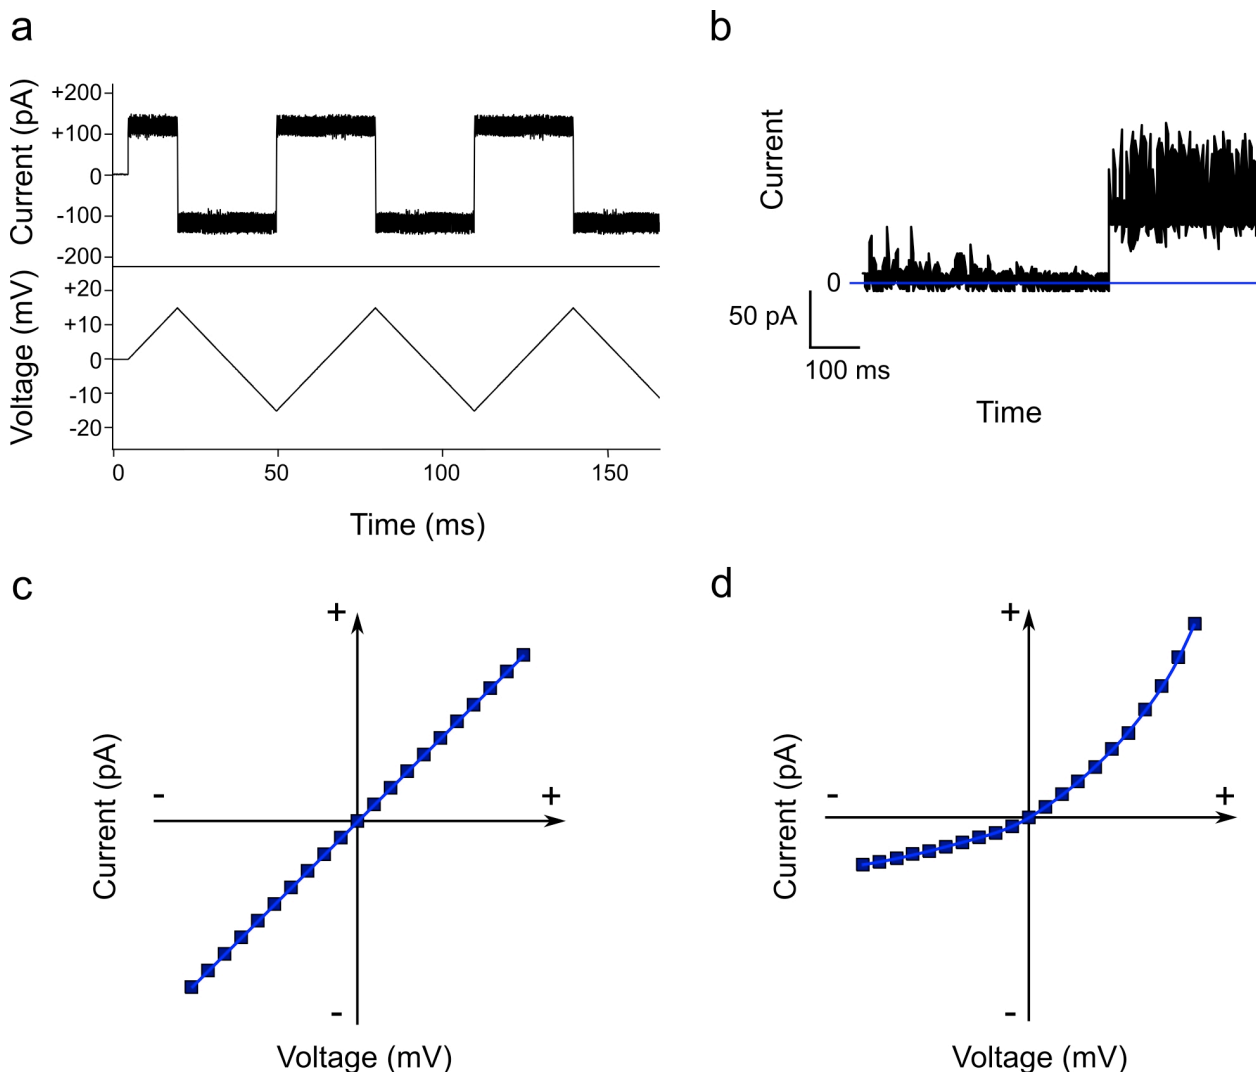 a
Current (pA)
+200
+100
0
-100
-200
Voltage (mV)
+20
+10
0
-10
-20
0
50
100
150
Time (ms)
b
Current
0
50 pA
100 ms
Time
c
+
-
+
-
Current (pA)
Voltage (mV)
d
+
-
+
-
Current (pA)
Voltage (mV)